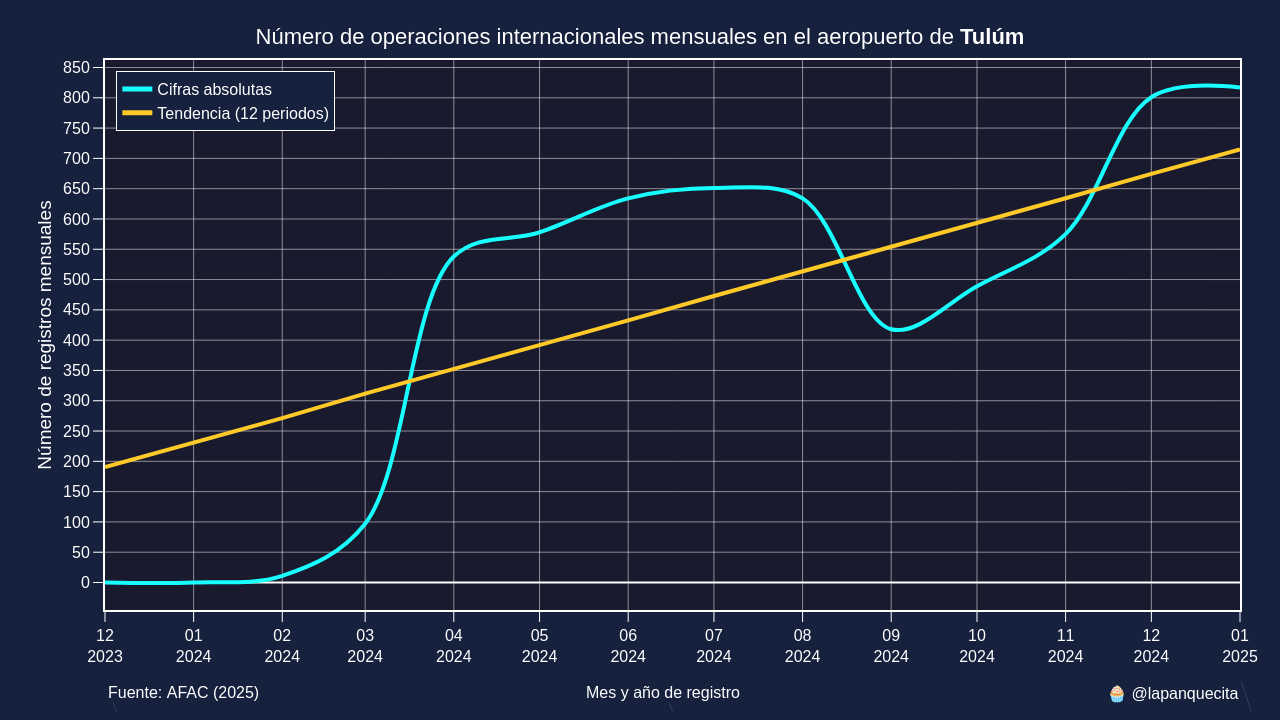 Número de operaciones internacionales mensuales en el aeropuerto de Tulúm
Cifras absolutas
Tendencia (12 periodos)
Número de registros mensuales
850
800
750
700
650
600
550
500
450
400
350
300
250
200
150
100
50
0
12 01 02 03 04 05 06 07 08 09 10 11 12 01
2023 2024 2024 2024 2024 2024 2024 2024 2024 2024 2024 2024 2024 2025
Fuente: AFAC (2025)
Mes y año de registro
🧁 @lapanquecita